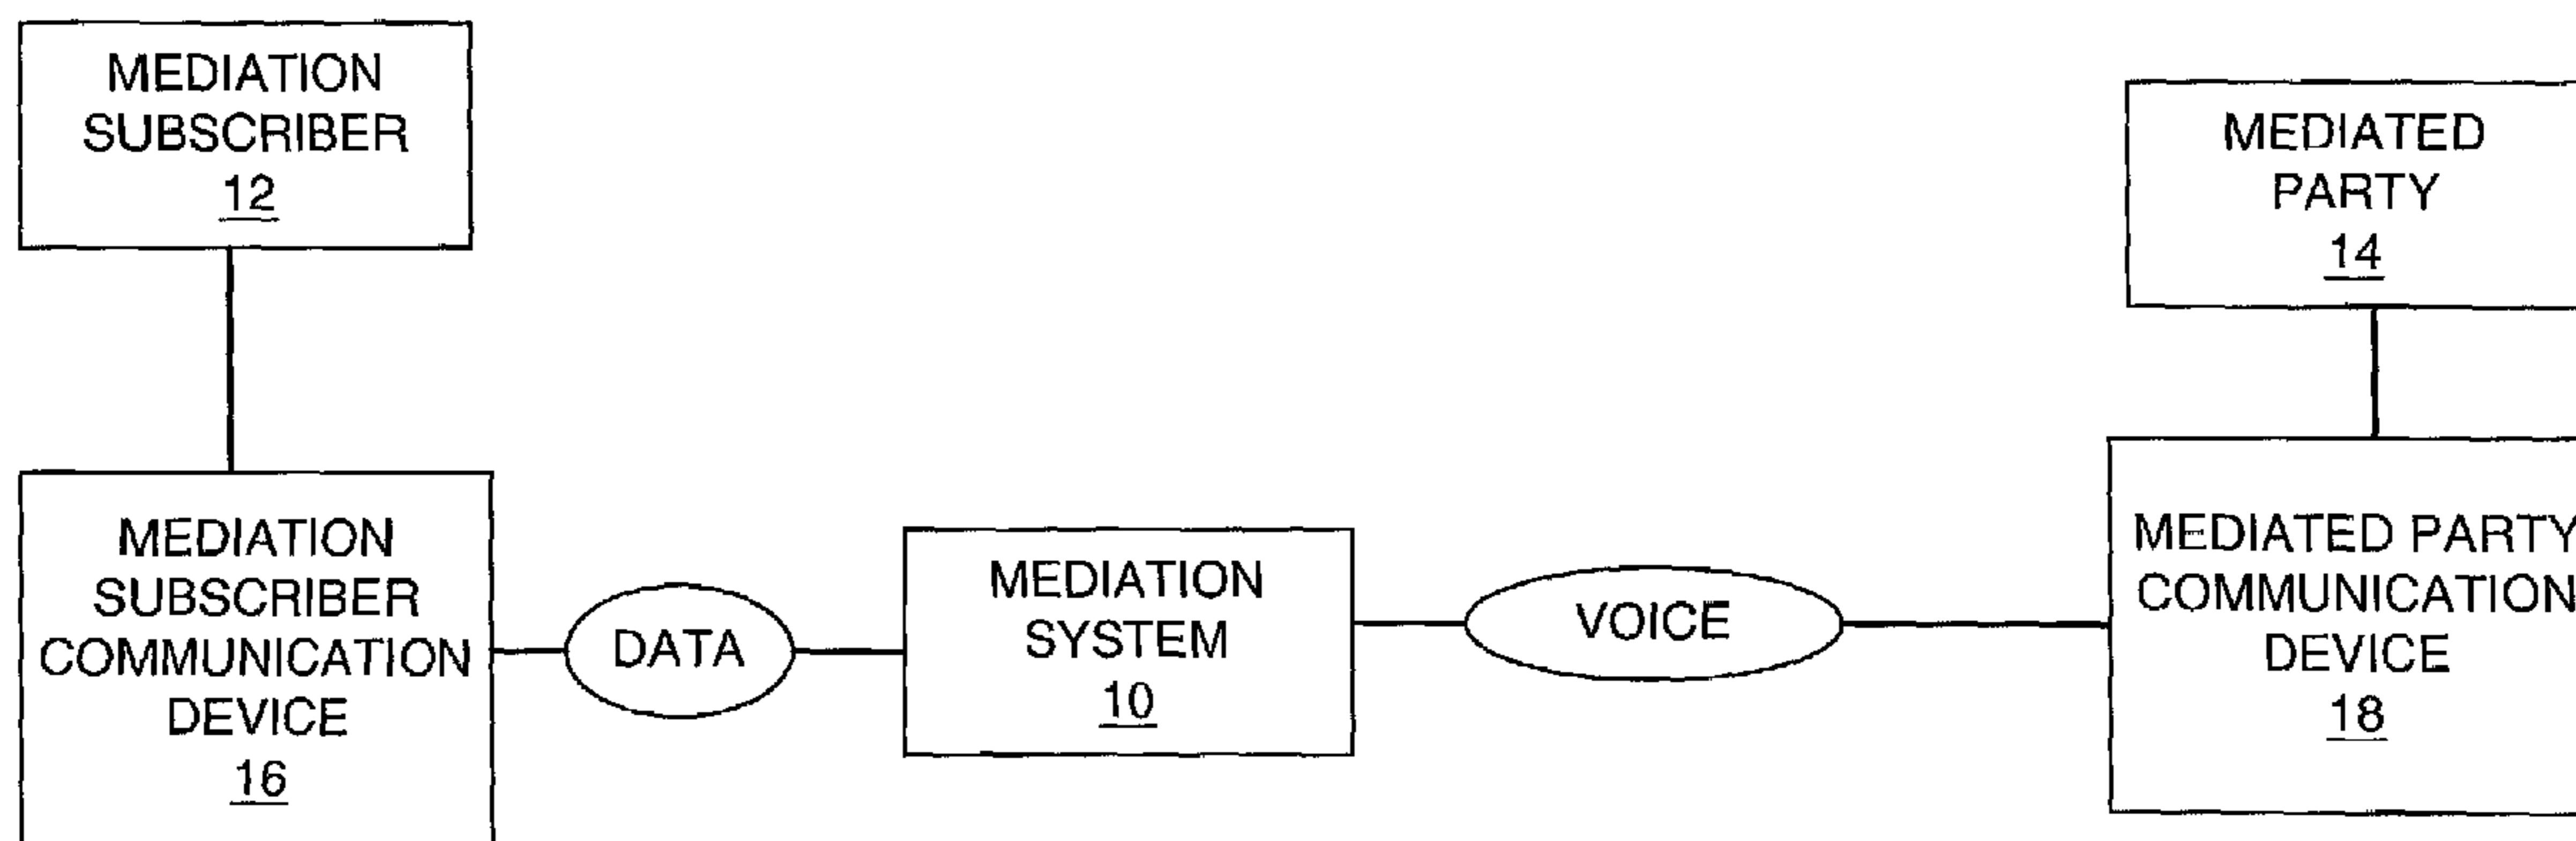 MEDIATION
SUBSCRIBER
12
MEDIATED
PARTY
14
MEDIATION
SUBSCRIBER
COMMUNICATION
DEVICE
16
DATA
MEDIATION
SYSTEM
10
VOICE
MEDIATED PARTY
COMMUNICATION
DEVICE
18